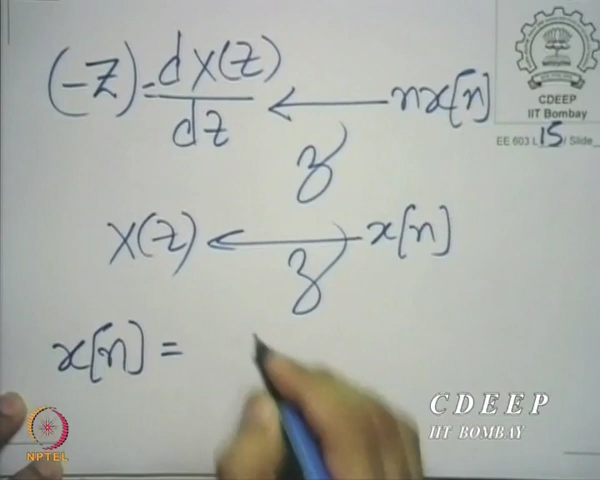 (-Z) · dX(Z) / dZ ← nx[n]
CDEEP
IIT Bombay
EE 603 L 15 / Slide
z
X(Z) ← x[n]
z
x[n] =
CDEEP
IIT BOMBAY
NPTEL